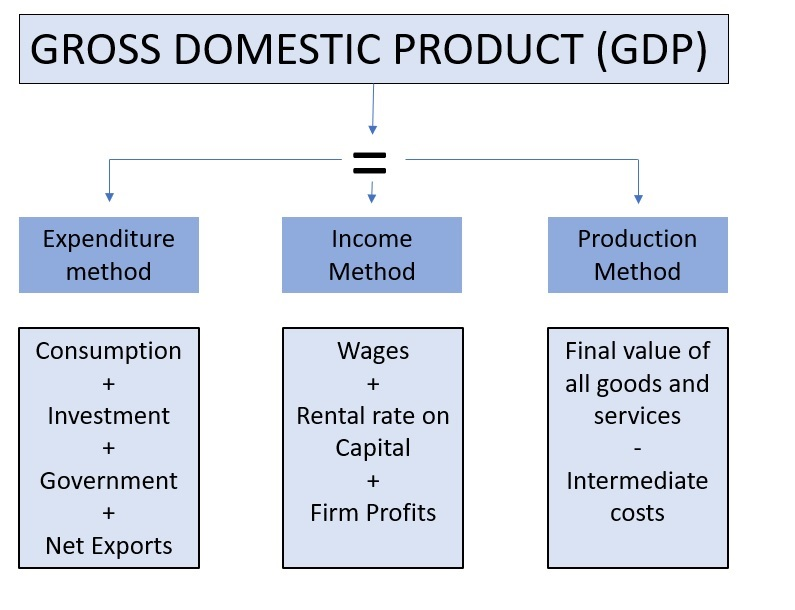 GROSS DOMESTIC PRODUCT (GDP)
=
Expenditure
method
Income
Method
Production
Method
Consumption
+
Investment
+
Government
+
Net Exports
Wages
+
Rental rate on
Capital
+
Firm Profits
Final value of
all goods and
services
-
Intermediate
costs